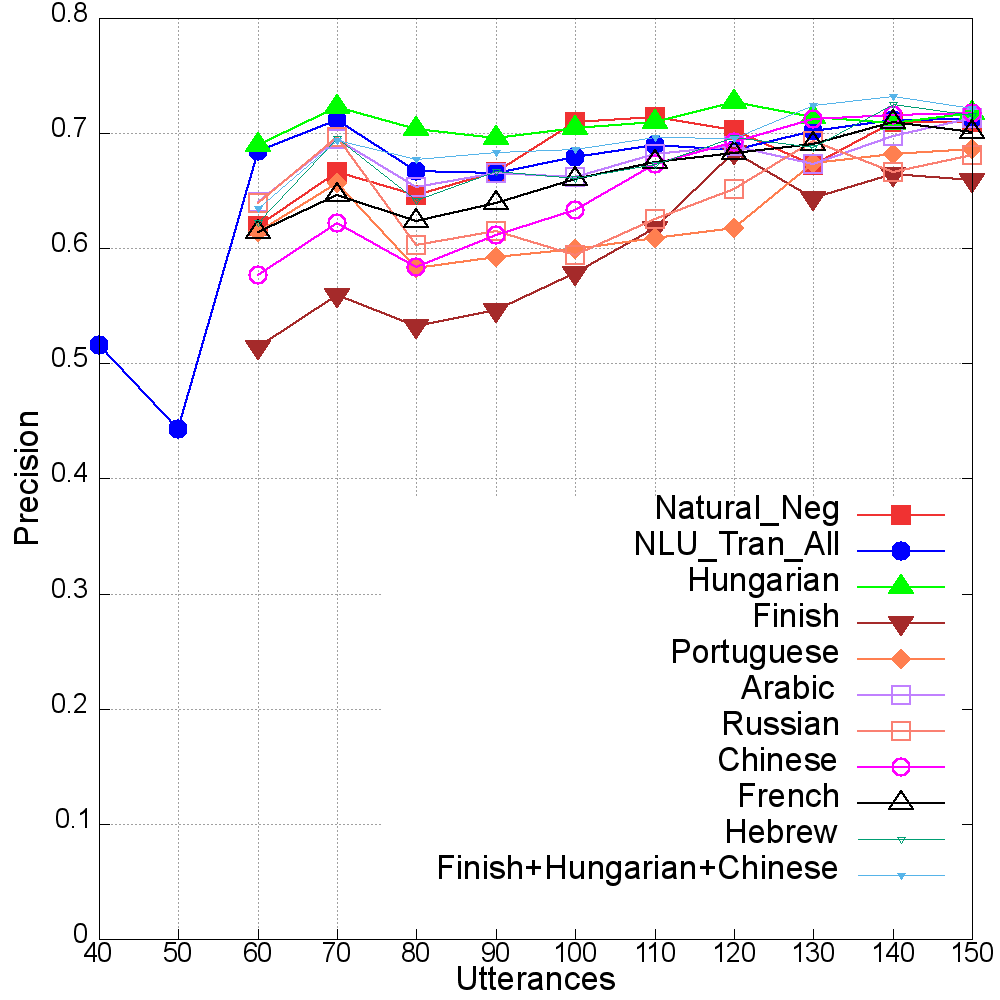 0.8
0.7
0.6
0.5
0.4
0.3
0.2
0.1
0
Precision
Natural_Neg
NLU_Tran_All
Hungarian
Finish
Portuguese
Arabic
Russian
Chinese
French
Hebrew
Finish+Hungarian+Chinese
40 50 60 70 80 90 100 110 120 130 140 150
Utterances